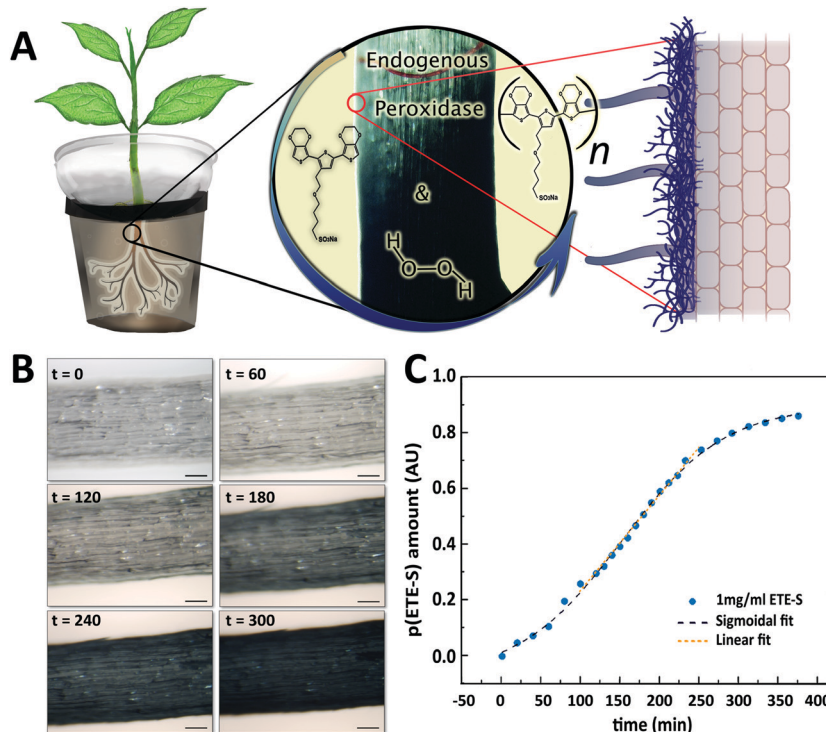 A
Endogenous
Peroxidase
&
n
SO₃Na
SO₃Na
H
O
O
H
B
t = 0
t = 60
t = 120
t = 180
t = 240
t = 300
C
p(ETE-S) amount (AU)
1.0
0.8
0.6
0.4
0.2
0.0
1mg/ml ETE-S
Sigmoidal fit
Linear fit
-50 0 50 100 150 200 250 300 350 400
time (min)